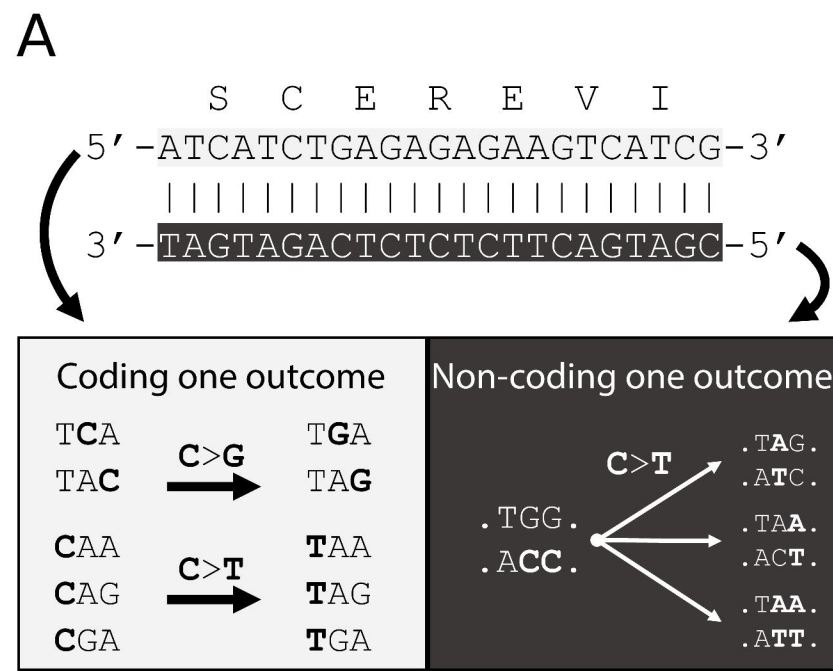 A
S C E R E V I
5′-ATCATCTGAGAGAGAAGTCATCG-3′
3′-TAGTAGACTCTCTCTTCAGTAGC-5′
Coding one outcome
TCA
TAC
C>G
TGA
TAG
CAA
CAG
CGA
C>T
TAA
TAG
TGA
Non-coding one outcome
.TGG.
.ACC.
C>T
.TAG.
.ATC.
.TAA.
.ACT.
.TAA.
.ATT.